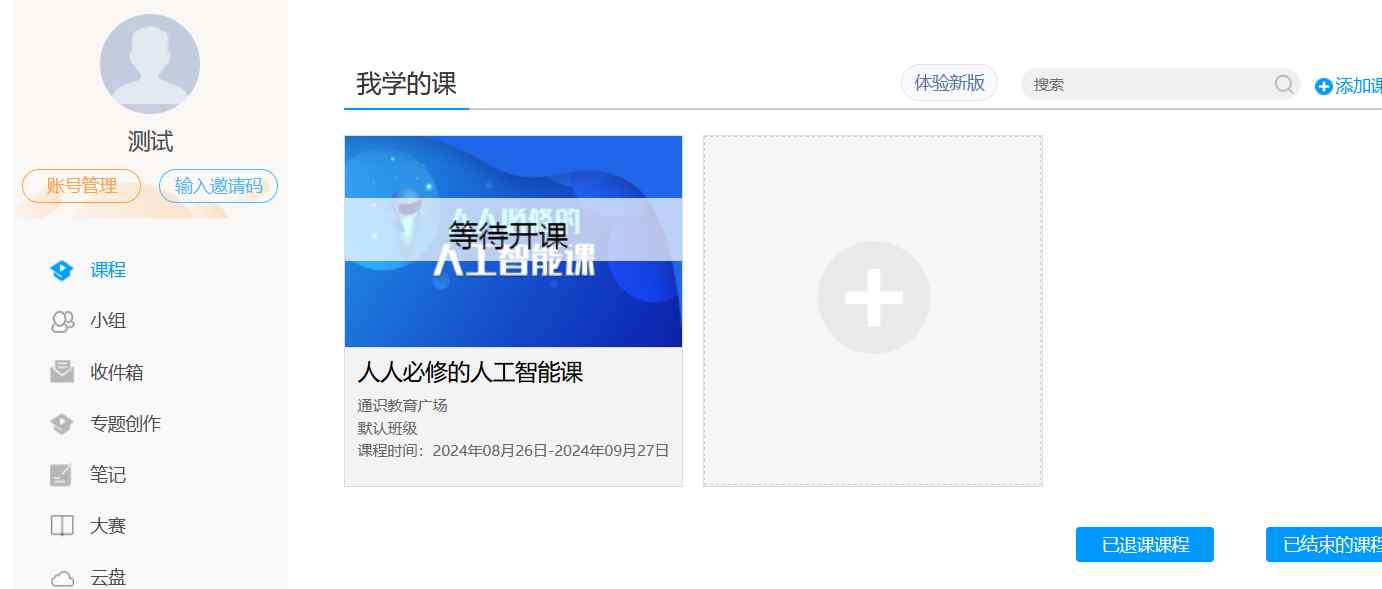 测试
账号管理
输入邀请码
课程
小组
收件箱
专题创作
笔记
大赛
云盘
我学的课
体验新版
搜索
添加课
等待开课
人人必修的
人工智能课
人人必修的人工智能课
通识教育广场
默认班级
课程时间：2024年08月26日-2024年09月27日
已退课课程
已结束的课程